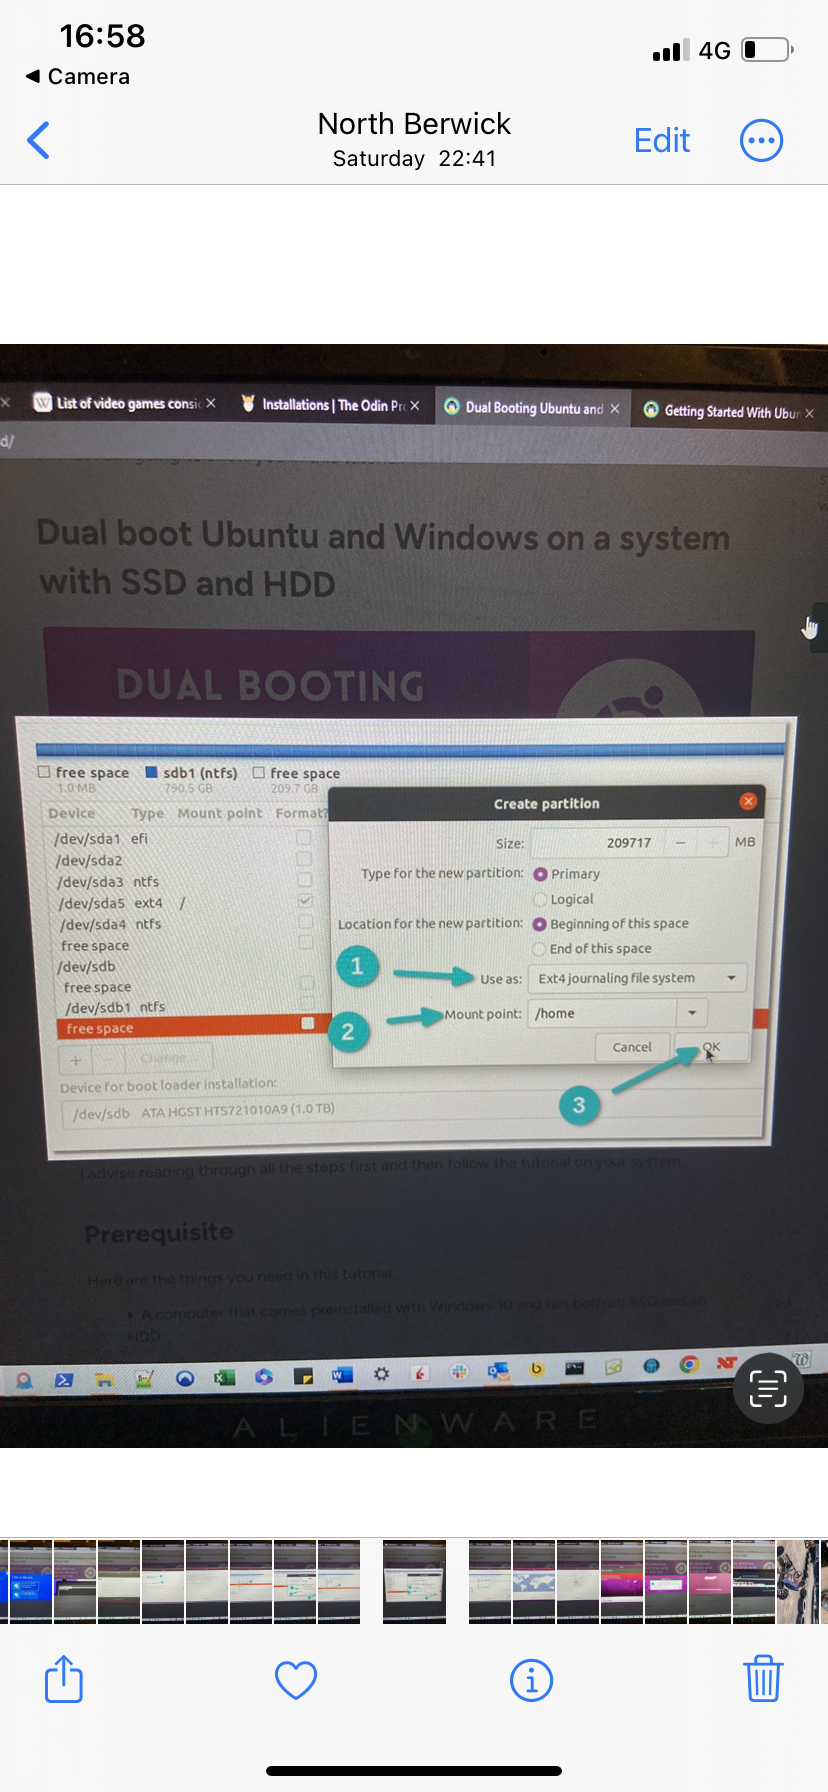 16:58
4G
◀ Camera
North Berwick
Saturday 22:41
Edit
List of video games consi
Installations | The Odin Pr
Dual Booting Ubuntu and
Getting Started With Ubun
d/
Dual boot Ubuntu and Windows on a system
with SSD and HDD
DUAL BOOTING
free space sdb1 (ntfs) free space
1.0 MB 790.5 GB 209.7 GB
Device Type Mount point Format?
/dev/sda1 efi
/dev/sda2
/dev/sda3 ntfs
/dev/sda5 ext4 /
/dev/sda4 ntfs
free space
/dev/sdb
free space
/dev/sdb1 ntfs
free space
+ - Change...
Device for boot loader installation:
/dev/sdb ATA HGST HTS721010A9 (1.0 TB)
Create partition
Size: 209717 - + MB
Type for the new partition: Primary
Logical
Location for the new partition: Beginning of this space
End of this space
1
Use as: Ext4 journaling file system
2
Mount point: /home
Cancel OK
3
I advise reading through all the steps first and then follow the tutorial on your system.
Prerequisite
Here are the things you need in this tutorial:
• A computer that comes preinstalled with Windows 10 and has both an SSD and an
HDD
ALIENWARE